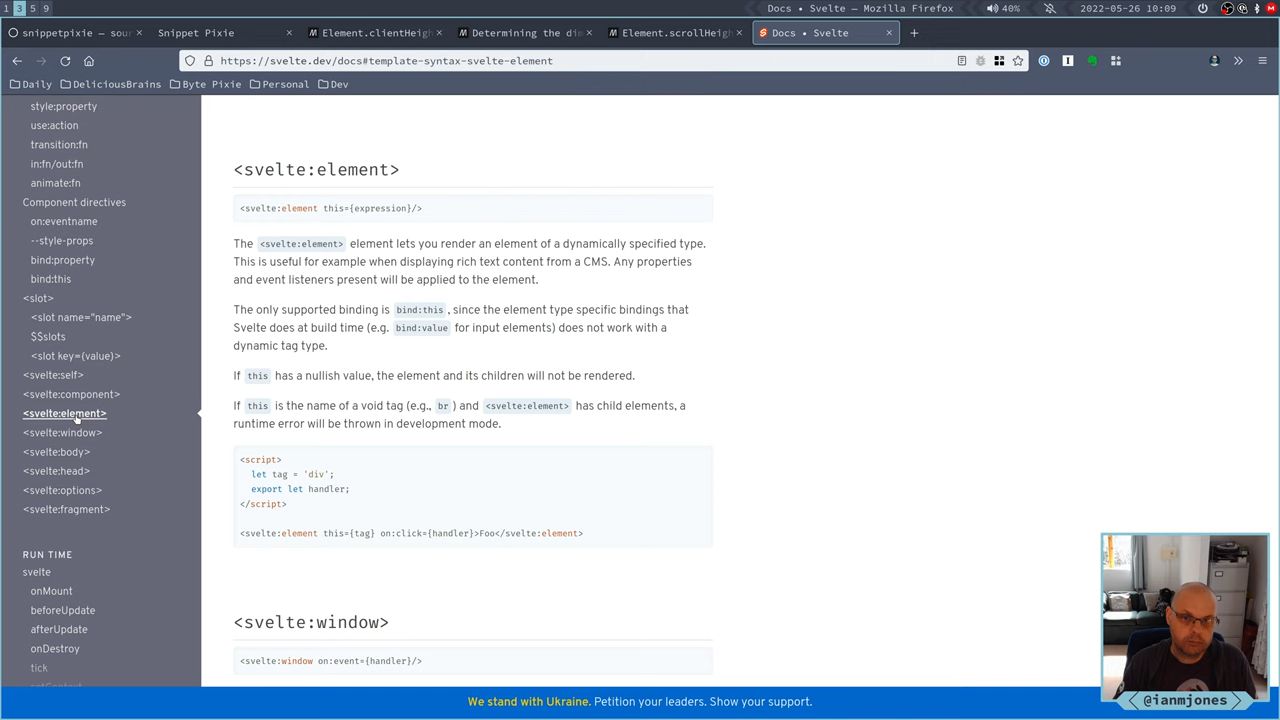 1 3 5 9
Docs • Svelte — Mozilla Firefox
40%
2022-05-26 10:09
snippetpixie — sour
Snippet Pixie
Element.clientHeigh
Determining the dim
Element.scrollHeigh
Docs • Svelte
https://svelte.dev/docs#template-syntax-svelte-element
Daily
DeliciousBrains
Byte Pixie
Personal
Dev
style:property
use:action
transition:fn
in:fn/out:fn
animate:fn
Component directives
on:eventname
--style-props
bind:property
bind:this
<slot>
<slot name="name">
$$slots
<slot key={value}>
<svelte:self>
<svelte:component>
<svelte:element>
<svelte:window>
<svelte:body>
<svelte:head>
<svelte:options>
<svelte:fragment>
RUN TIME
svelte
onMount
beforeUpdate
afterUpdate
onDestroy
tick
<svelte:element>
<svelte:element this={expression}/>
The <svelte:element> element lets you render an element of a dynamically specified type.
This is useful for example when displaying rich text content from a CMS. Any properties
and event listeners present will be applied to the element.
The only supported binding is bind:this , since the element type specific bindings that
Svelte does at build time (e.g. bind:value for input elements) does not work with a
dynamic tag type.
If this has a nullish value, the element and its children will not be rendered.
If this is the name of a void tag (e.g., br ) and <svelte:element> has child elements, a
runtime error will be thrown in development mode.
<script>
let tag = 'div';
export let handler;
</script>
<svelte:element this={tag} on:click={handler}>Foo</svelte:element>
<svelte:window>
<svelte:window on:event={handler}/>
We stand with Ukraine. Petition your leaders. Show your support.
@ianmjones